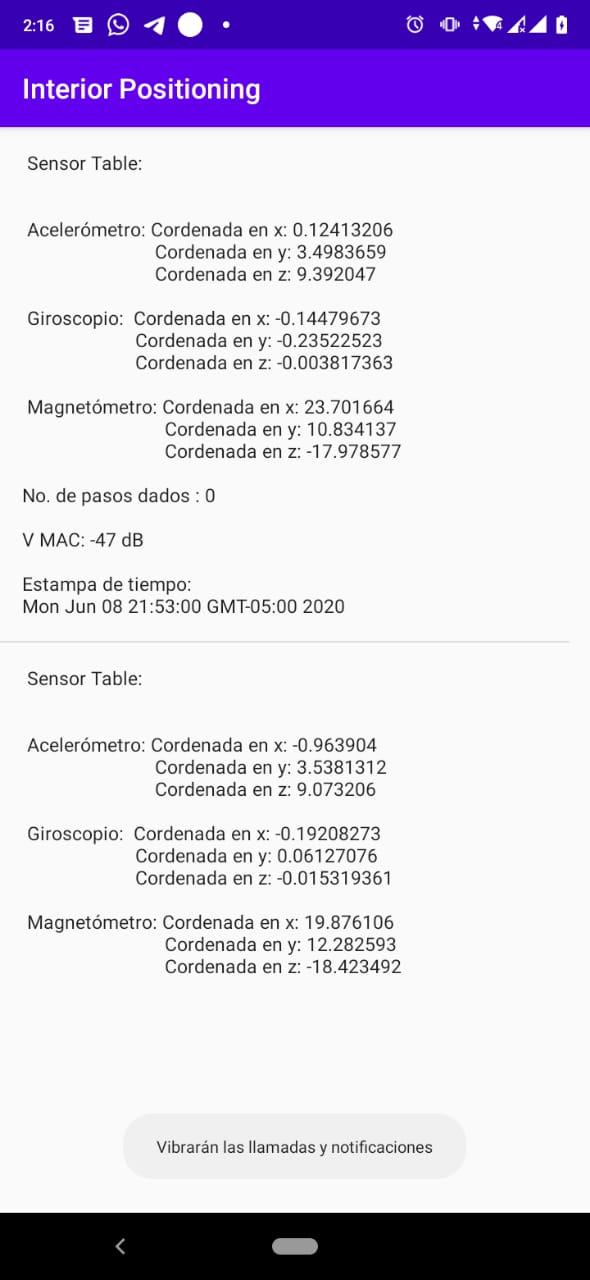 2:16
Interior Positioning
Sensor Table:
Acelerómetro: Cordenada en x: 0.12413206
Cordenada en y: 3.4983659
Cordenada en z: 9.392047
Giroscopio: Cordenada en x: -0.14479673
Cordenada en y: -0.23522523
Cordenada en z: -0.003817363
Magnetómetro: Cordenada en x: 23.701664
Cordenada en y: 10.834137
Cordenada en z: -17.978577
No. de pasos dados : 0
V MAC: -47 dB
Estampa de tiempo:
Mon Jun 08 21:53:00 GMT-05:00 2020
Sensor Table:
Acelerómetro: Cordenada en x: -0.963904
Cordenada en y: 3.5381312
Cordenada en z: 9.073206
Giroscopio: Cordenada en x: -0.19208273
Cordenada en y: 0.06127076
Cordenada en z: -0.015319361
Magnetómetro: Cordenada en x: 19.876106
Cordenada en y: 12.282593
Cordenada en z: -18.423492
Vibrarán las llamadas y notificaciones